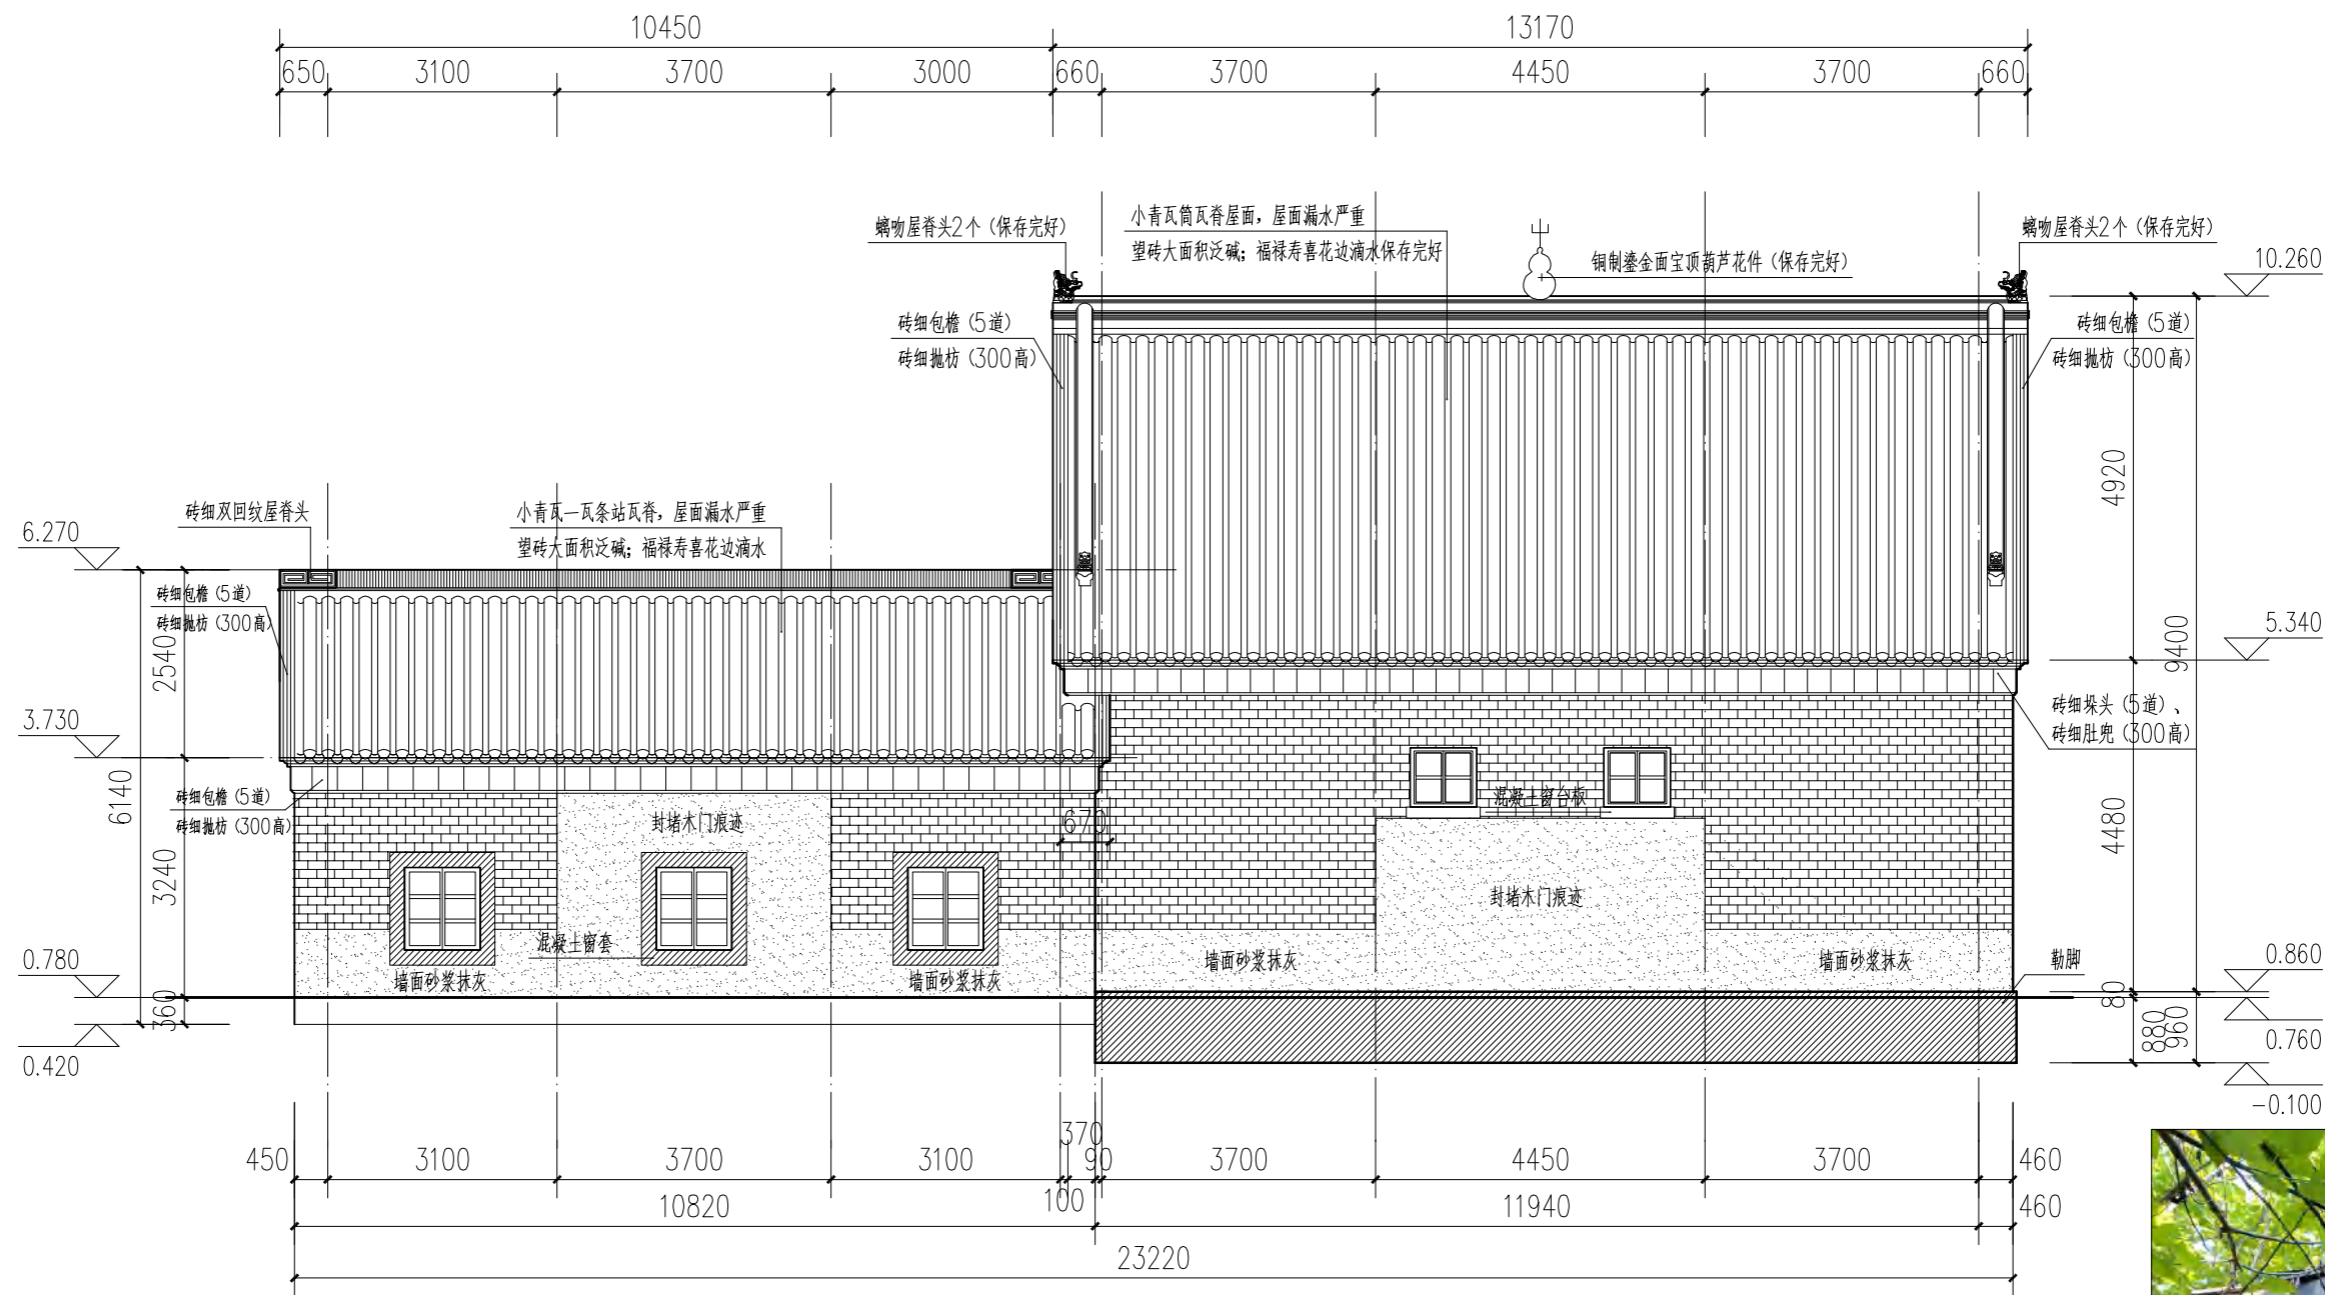 10450 13170
650 3100 3700 3000 660 3700 4450 3700 660
螭吻屋脊头2个（保存完好）
小青瓦筒瓦脊屋面，屋面漏水严重
望砖大面积泛碱；福禄寿喜花边滴水保存完好
铜制鎏金面宝顶葫芦花件（保存完好）
螭吻屋脊头2个（保存完好）
10.260
砖细包檐（5道）
砖细抛枋（300高）
砖细包檐（5道）
砖细抛枋（300高）
4920
9400
5.340
砖细双回纹屋脊头
小青瓦一瓦条站瓦脊，屋面漏水严重
望砖大面积泛碱；福禄寿喜花边滴水
6.270
砖细包檐（5道）
砖细抛枋（300高）
2540
3.730
6140
砖细包檐（5道）
砖细抛枋（300高）
封堵木门痕迹
670
混凝土窗台板
砖细垛头（5道）、
砖细肚兜（300高）
4480
3240
封堵木门痕迹
混凝土窗套
墙面砂浆抹灰
墙面砂浆抹灰
墙面砂浆抹灰
墙面砂浆抹灰
勒脚
0.780
360
0.420
0.860
80
880
960
0.760
-0.100
450 3100 3700 3100 370 90 3700 4450 3700 460
10820 100 11940 460
23220